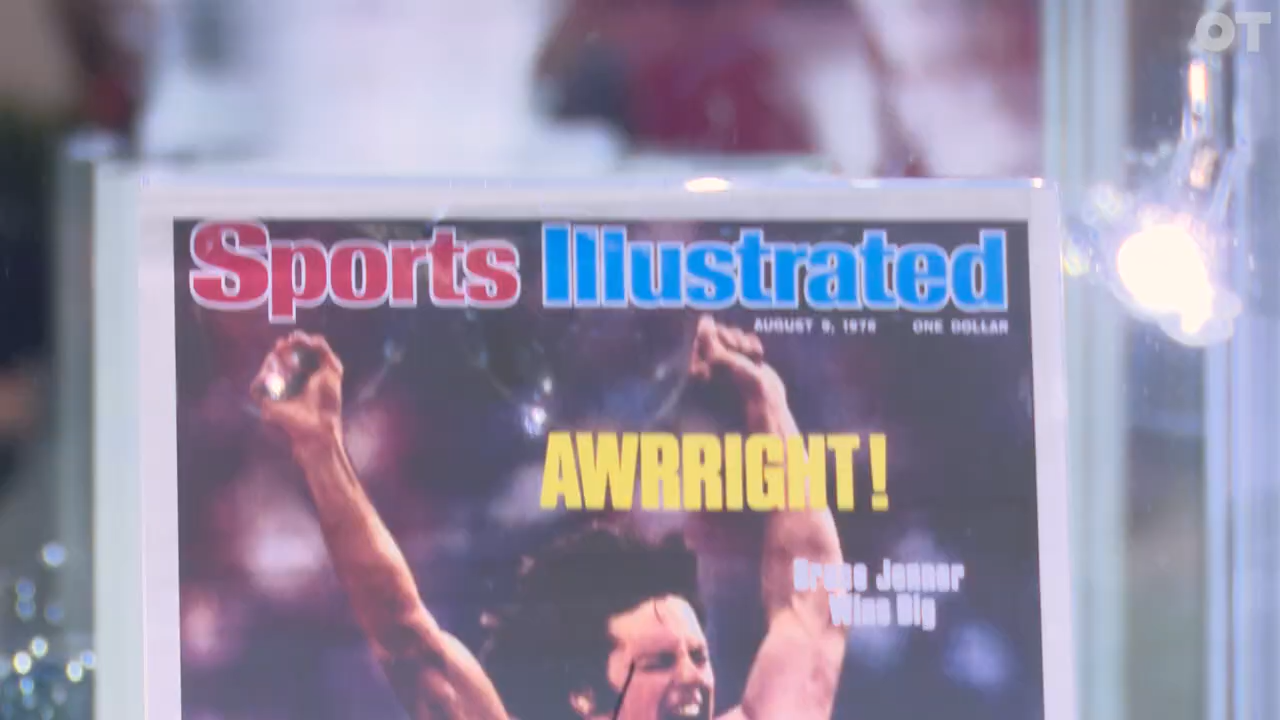 OT
Sports Illustrated
AUGUST 9, 1976 ONE DOLLAR
AWRRIGHT!
Bruce Jenner
Wins Big